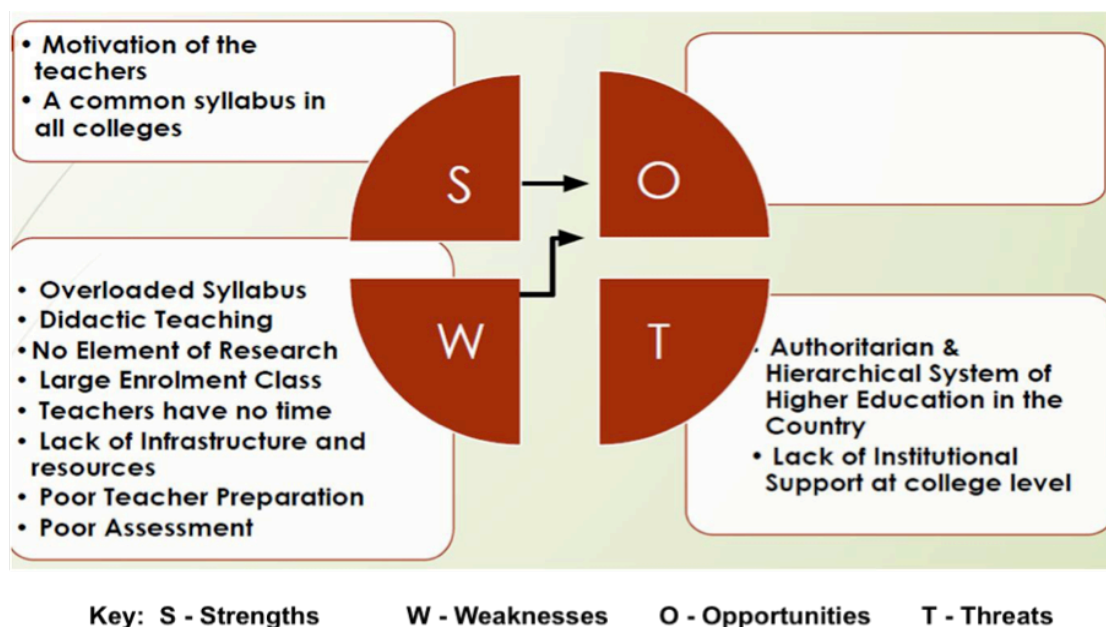 • Motivation of the
teachers
• A common syllabus in
all colleges
S
O
• Overloaded Syllabus
• Didactic Teaching
• No Element of Research
• Large Enrolment Class
• Teachers have no time
• Lack of Infrastructure and
resources
• Poor Teacher Preparation
• Poor Assessment
W
T
• Authoritarian &
Hierarchical System of
Higher Education in the
Country
• Lack of Institutional
Support at college level
Key: S - Strengths W - Weaknesses O - Opportunities T - Threats